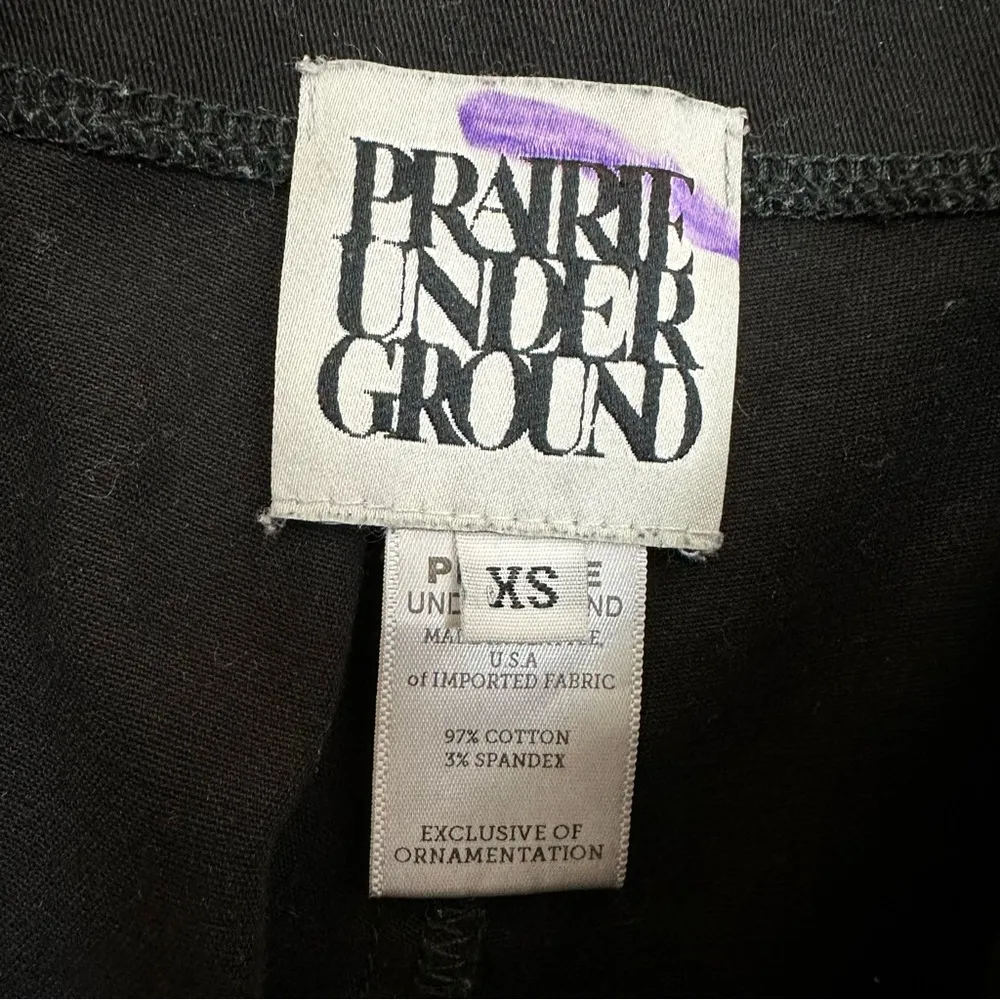 PRAIRIE
UNDER
GROUND
XS
U.S.A
of IMPORTED FABRIC
97% COTTON
3% SPANDEX
EXCLUSIVE OF
ORNAMENTATION